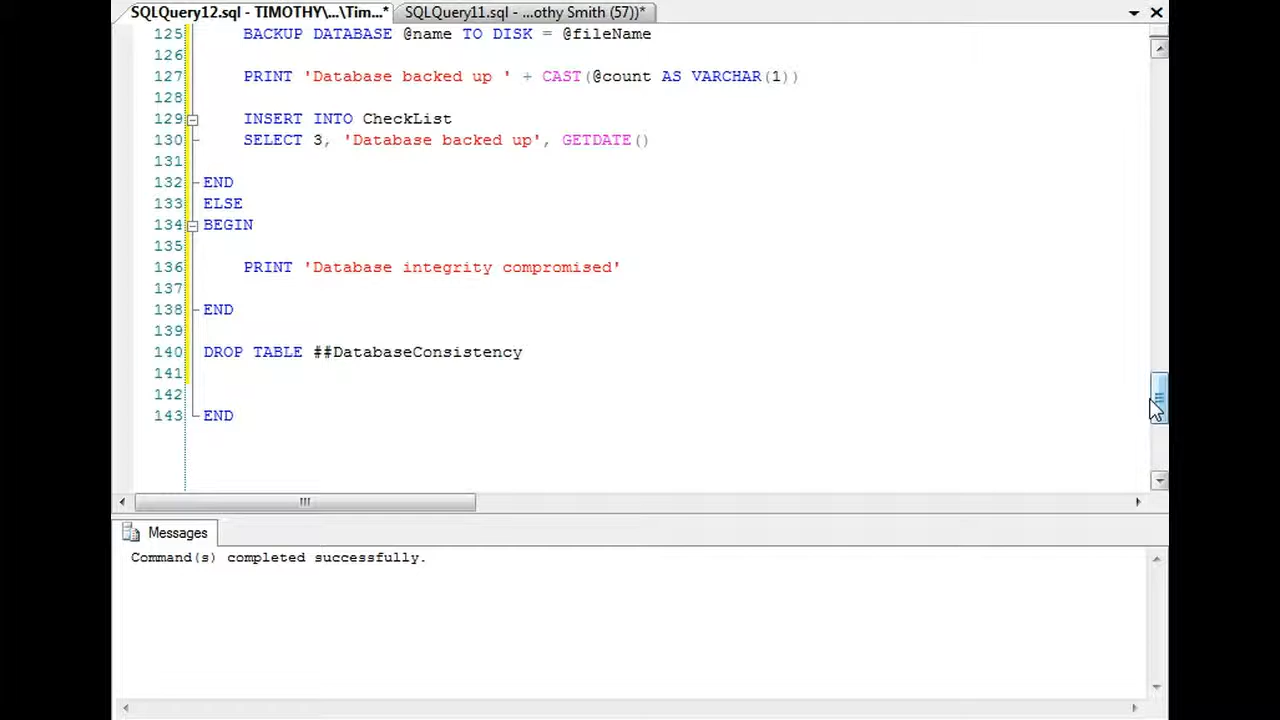 SQLQuery12.sql - TIMOTHY\...\Tim...* SQLQuery11.sql - ...othy Smith (57))*
125 BACKUP DATABASE @name TO DISK = @fileName
126
127 PRINT 'Database backed up ' + CAST(@count AS VARCHAR(1))
128
129 INSERT INTO CheckList
130 SELECT 3, 'Database backed up', GETDATE()
131
132 END
133 ELSE
134 BEGIN
135
136 PRINT 'Database integrity compromised'
137
138 END
139
140 DROP TABLE ##DatabaseConsistency
141
142
143 END
Messages
Command(s) completed successfully.